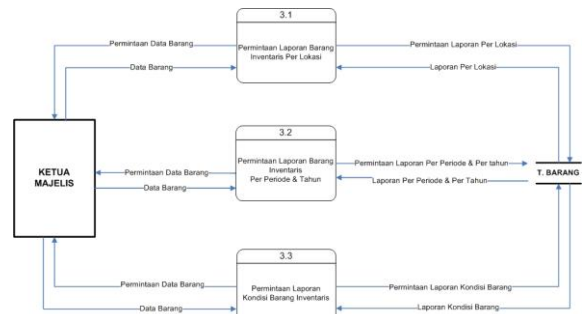 3.1
Permintaan Data Barang
Permintaan Laporan Barang
Inventaris Per Lokasi
Permintaan Laporan Per Lokasi
Data Barang
Laporan Per Lokasi
3.2
KETUA
MAJELIS
Permintaan Data Barang
Data Barang
Permintaan Laporan Barang
Inventaris
Per Periode & Tahun
Permintaan Laporan Per Periode & Per tahun
Laporan Per Periode & Per Tahun
T. BARANG
3.3
Permintaan Data Barang
Permintaan Laporan
Kondisi Barang Inventaris
Permintaan Laporan Kondisi Barang
Data Barang
Laporan Kondisi Barang